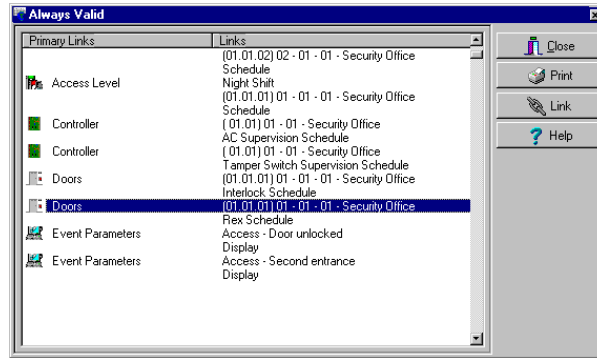 Always Valid
Primary Links Links
(01.01.02) 02 - 01 - 01 - Security Office
Schedule
Access Level Night Shift
(01.01.01) 01 - 01 - 01 - Security Office
Schedule
Controller ( 01.01) 01 - 01 - Security Office
AC Supervision Schedule
Controller ( 01.01) 01 - 01 - Security Office
Tamper Switch Supervision Schedule
Doors (01.01.01) 01 - 01 - 01 - Security Office
Interlock Schedule
Doors (01.01.01) 01 - 01 - 01 - Security Office
Rex Schedule
Event Parameters Access - Door unlocked
Display
Event Parameters Access - Second entrance
Display
Close
Print
Link
Help